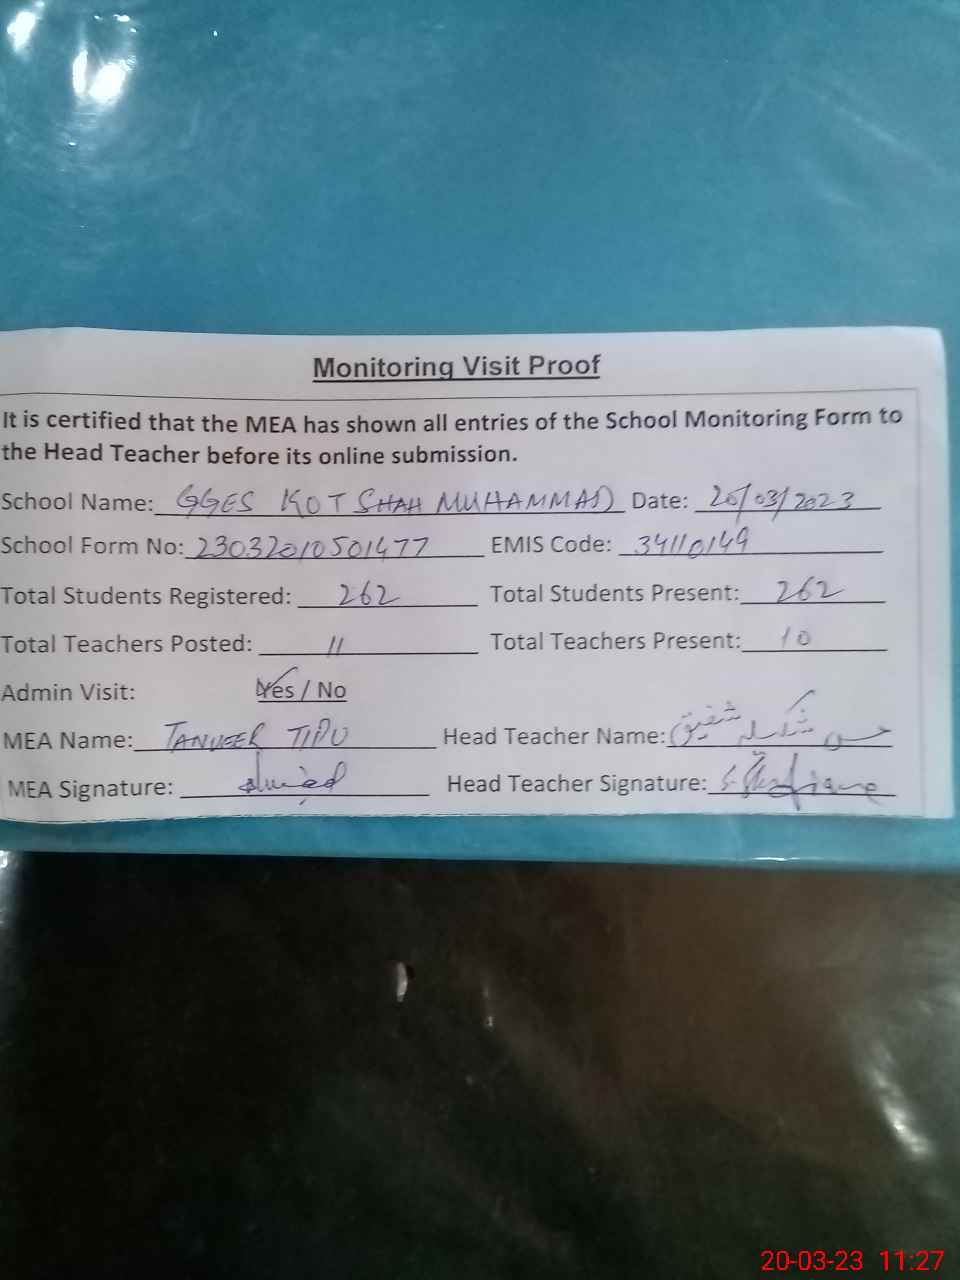 Monitoring Visit Proof
It is certified that the MEA has shown all entries of the School Monitoring Form to
the Head Teacher before its online submission.
School Name: GGES KOT SHAH MUHAMMAD Date: 20/03/2023
School Form No: 23032010501477 EMIS Code: 34110149
Total Students Registered: 262 Total Students Present: 262
Total Teachers Posted: 11 Total Teachers Present: 10
Admin Visit: Yes / No
MEA Name: TANVEER TIPU Head Teacher Name: شفیق
MEA Signature: Head Teacher Signature:
20-03-23 11:27